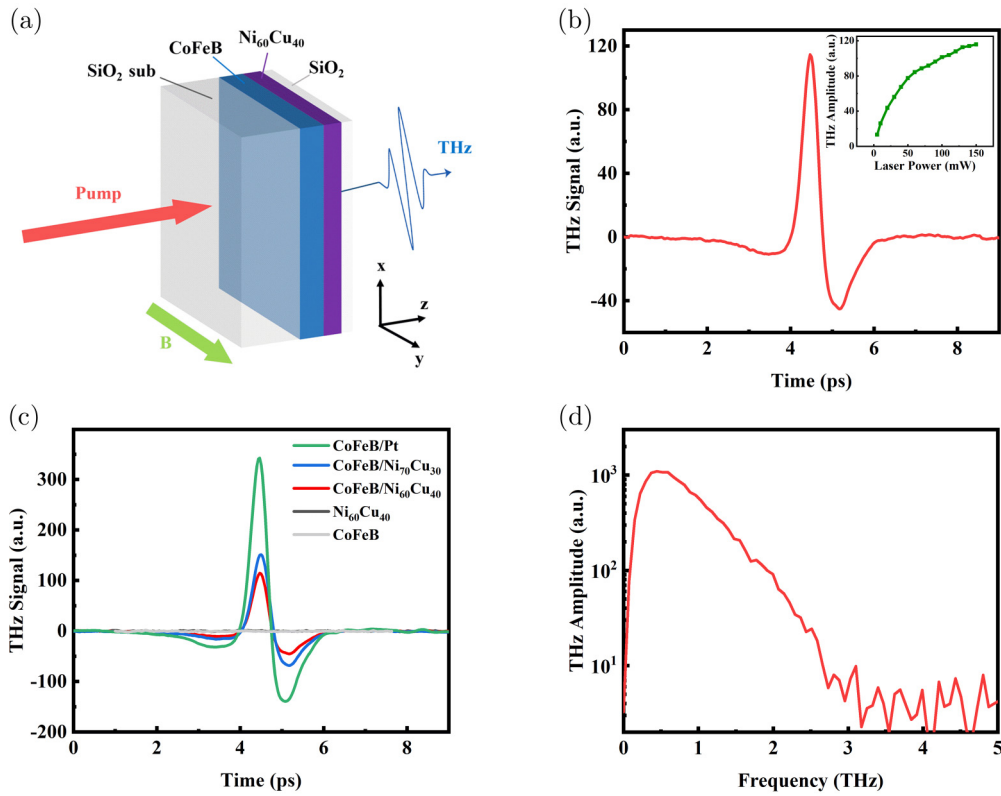 (a)
Ni₆₀Cu₄₀
CoFeB
SiO₂ sub
SiO₂
THz
Pump
B
x
z
y
(b)
120
80
40
0
-40
THz Signal (a.u.)
0 2 4 6 8
Time (ps)
120
80
40
0
THz Amplitude (a.u.)
0 50 100 150
Laser Power (mW)
(c)
300
200
100
0
-100
-200
THz Signal (a.u.)
CoFeB/Pt
CoFeB/Ni₇₀Cu₃₀
CoFeB/Ni₆₀Cu₄₀
Ni₆₀Cu₄₀
CoFeB
0 2 4 6 8
Time (ps)
(d)
10³
10²
10¹
THz Amplitude (a.u.)
0 1 2 3 4 5
Frequency (THz)